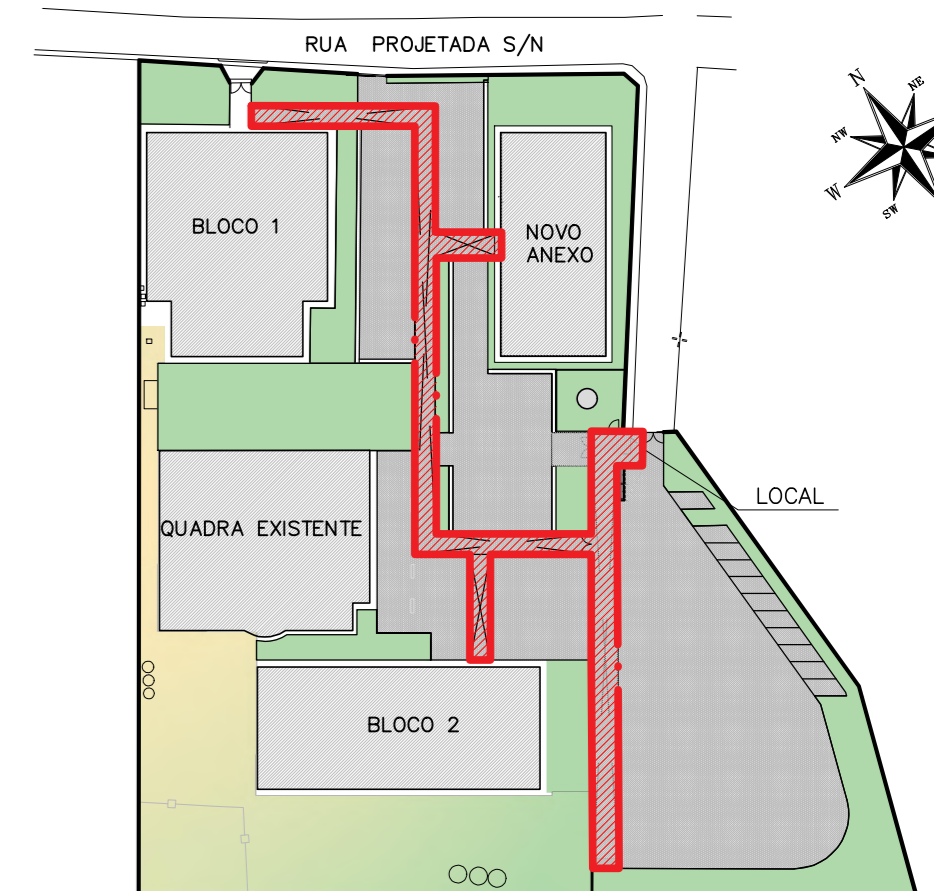 RUA PROJETADA S/N
N
NE
NW
W
SW
BLOCO 1
NOVO
ANEXO
LOCAL
QUADRA EXISTENTE
BLOCO 2